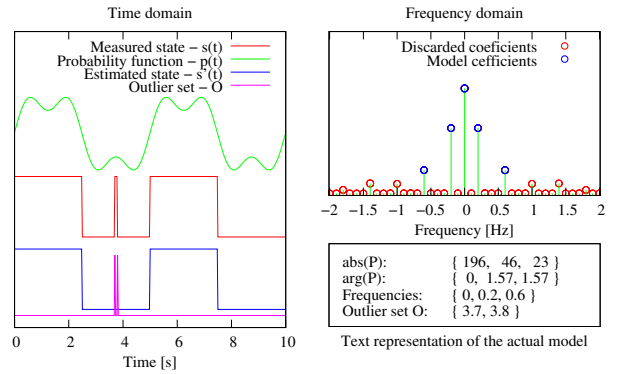 Time domain
Measured state – s(t)
Probability function – p(t)
Estimated state – s'(t)
Outlier set – O
0 2 4 6 8 10
Time [s]
Frequency domain
Discarded coeficients
Model cefficients
−2 −1.5 −1 −0.5 0 0.5 1 1.5 2
Frequency [Hz]
abs(P): { 196, 46, 23 }
arg(P): { 0, 1.57, 1.57 }
Frequencies: { 0, 0.2, 0.6 }
Outlier set O: { 3.7, 3.8 }
Text representation of the actual model